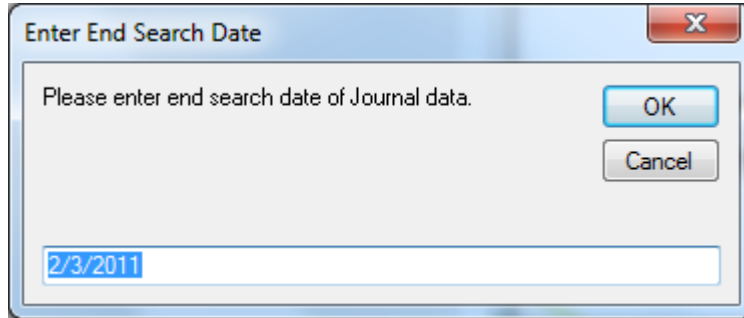 Enter End Search Date
Please enter end search date of Journal data.
OK
Cancel
2/3/2011